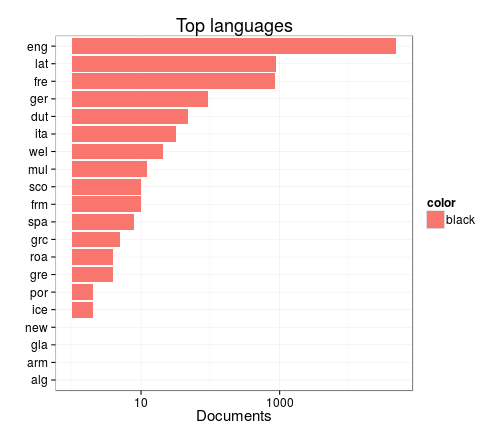 Top languages
eng
lat
fre
ger
dut
ita
wel
mul
sco
frm
spa
grc
roa
gre
por
ice
new
gla
arm
alg
10 1000
Documents
color
black